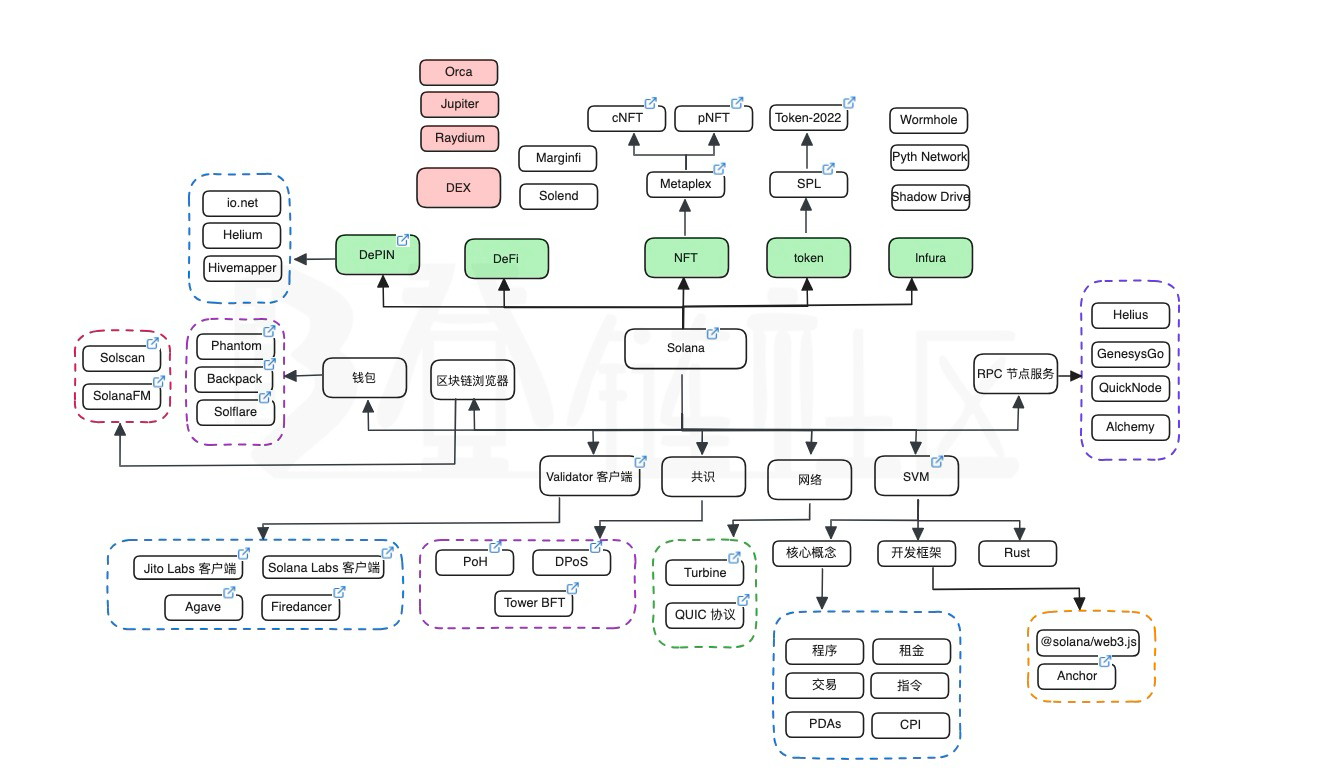 Orca
Jupiter
Raydium
DEX
Marginfi
Solend
cNFT
pNFT
Metaplex
Token-2022
SPL
Wormhole
Pyth Network
Shadow Drive
io.net
Helium
Hivemapper
DePIN
DeFi
NFT
token
Infura
Solana
Solscan
SolanaFM
Phantom
Backpack
Solflare
钱包
区块链浏览器
RPC 节点服务
Helius
GenesysGo
QuickNode
Alchemy
Validator 客户端
共识
网络
SVM
Jito Labs 客户端
Solana Labs 客户端
Agave
Firedancer
PoH
DPoS
Tower BFT
Turbine
QUIC 协议
核心概念
开发框架
Rust
程序
租金
交易
指令
PDAs
CPI
@solana/web3.js
Anchor